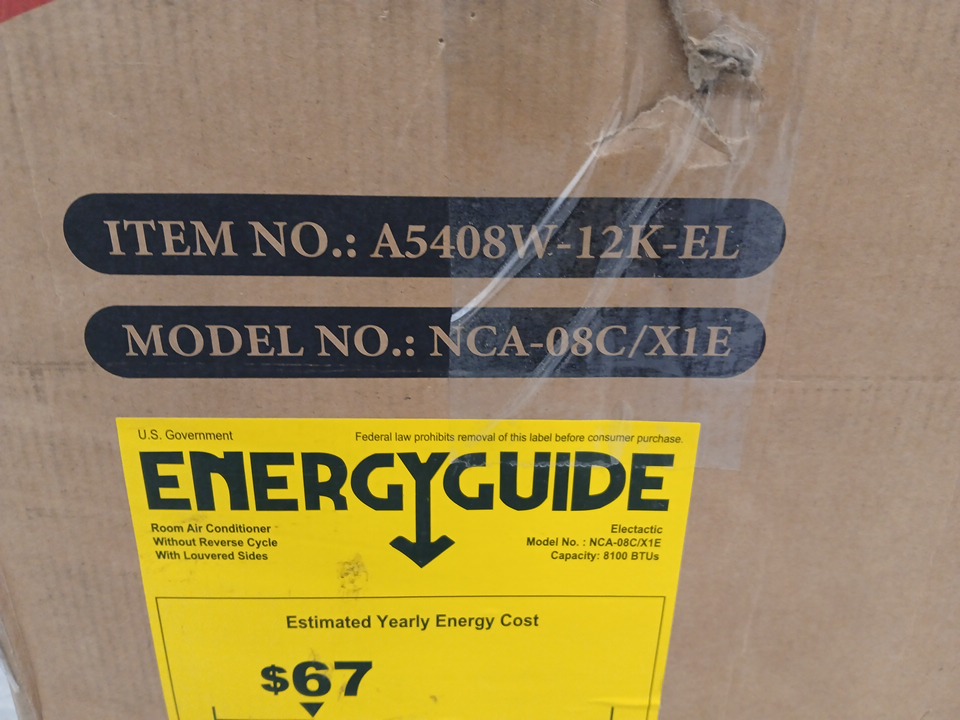 ITEM NO.: A5408W-12K-EL
MODEL NO.: NCA-08C/X1E
U.S. Government
Federal law prohibits removal of this label before consumer purchase.
ENERGYGUIDE
Room Air Conditioner
Without Reverse Cycle
With Louvered Sides
Electactic
Model No. : NCA-08C/X1E
Capacity: 8100 BTUs
Estimated Yearly Energy Cost
$67